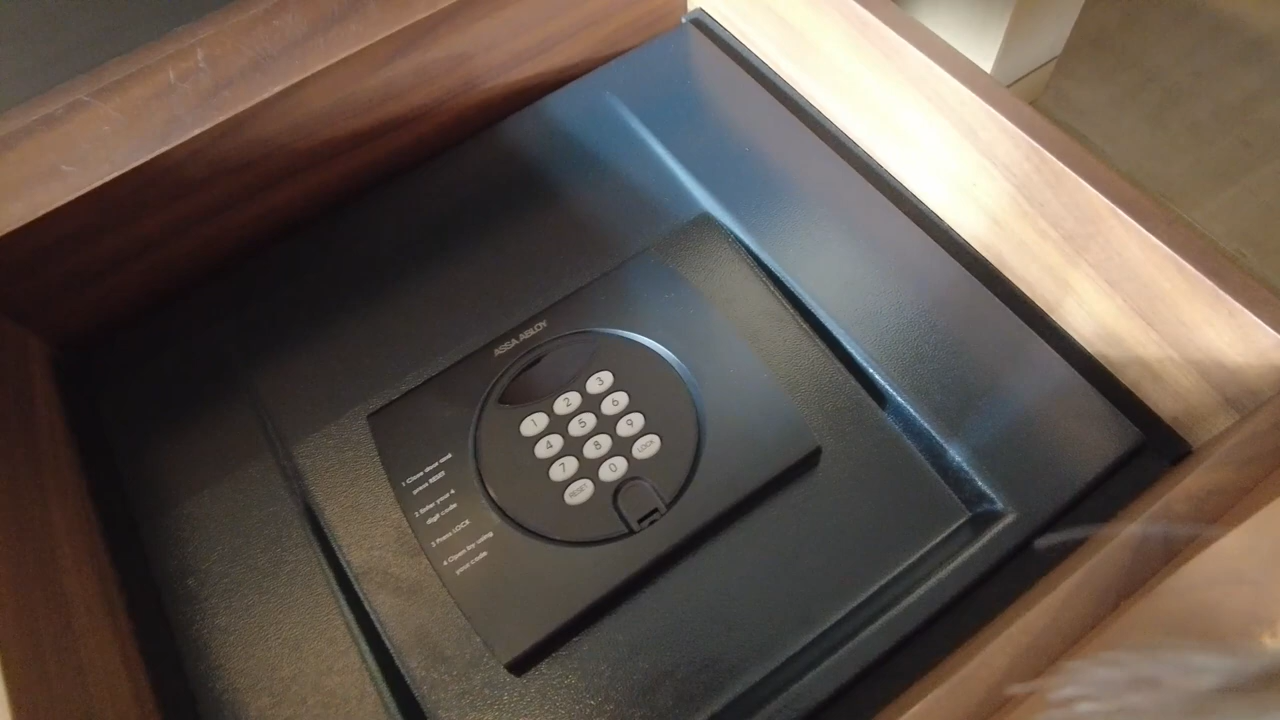 ASSA ABLOY
1 2 3
4 5 6
7 8 9
RESET 0 LOCK
1 Close door and
press RESET
2 Enter your 4
digit code
3 Press LOCK
4 Open by using
your code